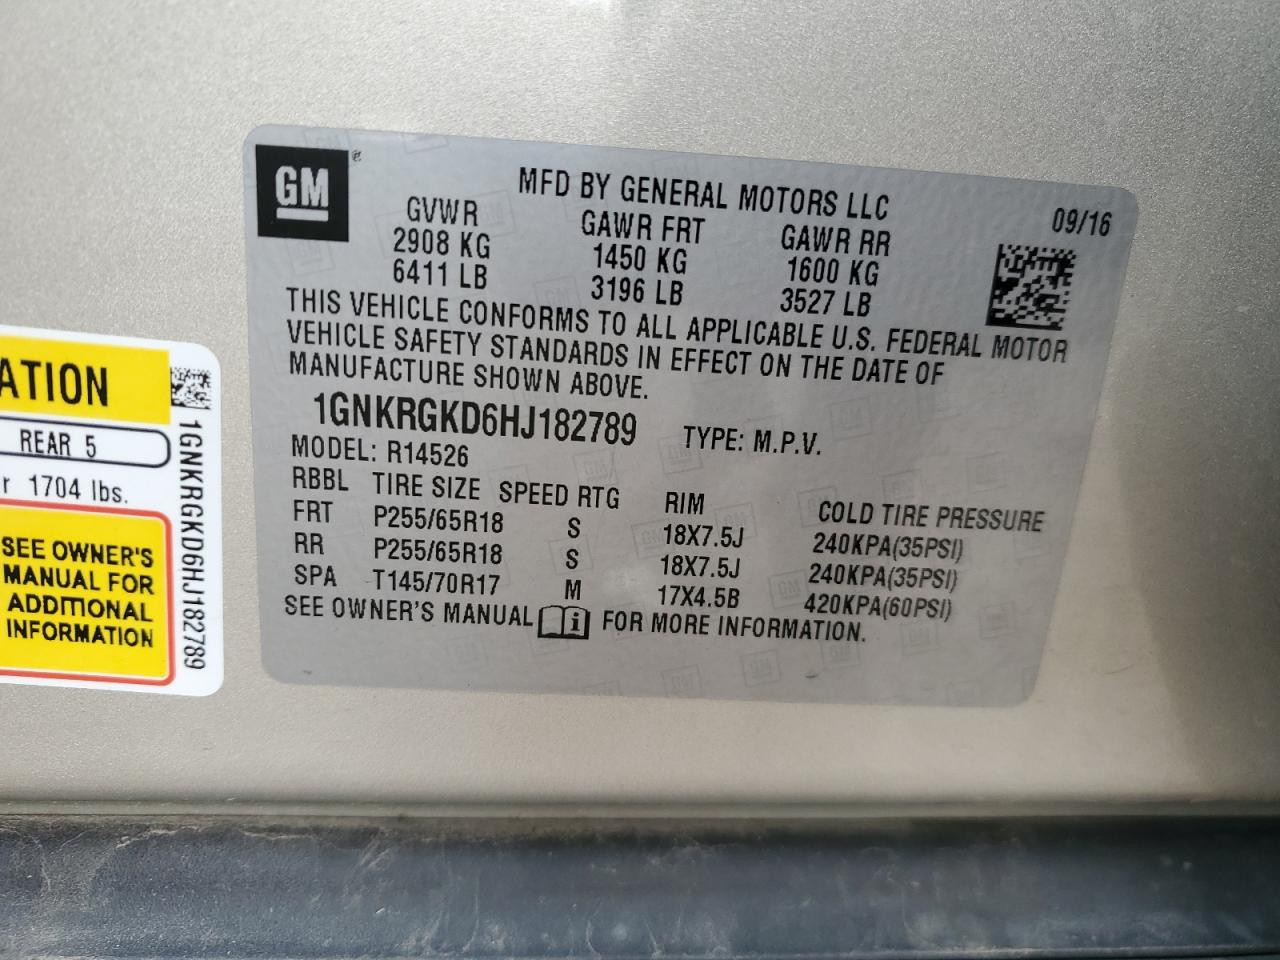 GM ®
MFD BY GENERAL MOTORS LLC
09/16
GVWR GAWR FRT GAWR RR
2908 KG 1450 KG 1600 KG
6411 LB 3196 LB 3527 LB
THIS VEHICLE CONFORMS TO ALL APPLICABLE U.S. FEDERAL MOTOR
VEHICLE SAFETY STANDARDS IN EFFECT ON THE DATE OF
MANUFACTURE SHOWN ABOVE.
1GNKRGKD6HJ182789 TYPE: M.P.V.
MODEL: R14526
RBBL TIRE SIZE SPEED RTG RIM COLD TIRE PRESSURE
FRT P255/65R18 S 18X7.5J 240KPA(35PSI)
RR P255/65R18 S 18X7.5J 240KPA(35PSI)
SPA T145/70R17 M 17X4.5B 420KPA(60PSI)
SEE OWNER'S MANUAL i FOR MORE INFORMATION.
ATION
REAR 5
r 1704 lbs.
SEE OWNER'S
MANUAL FOR
ADDITIONAL
INFORMATION
1GNKRGKD6HJ182789